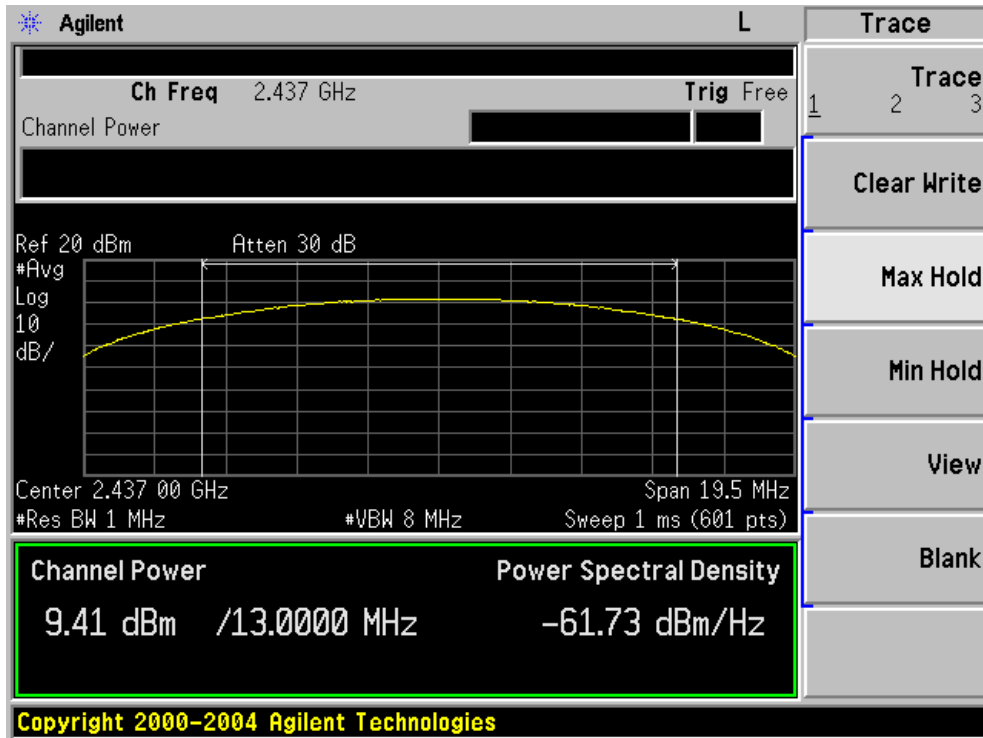 Agilent L Trace
Ch Freq 2.437 GHz Trig Free
Channel Power
Trace
1 2 3
Clear Write
Max Hold
Min Hold
View
Blank
Ref 20 dBm Atten 30 dB
#Avg
Log
10
dB/
Center 2.437 00 GHz Span 19.5 MHz
#Res BW 1 MHz #VBW 8 MHz Sweep 1 ms (601 pts)
Channel Power Power Spectral Density
9.41 dBm /13.0000 MHz -61.73 dBm/Hz
Copyright 2000-2004 Agilent Technologies